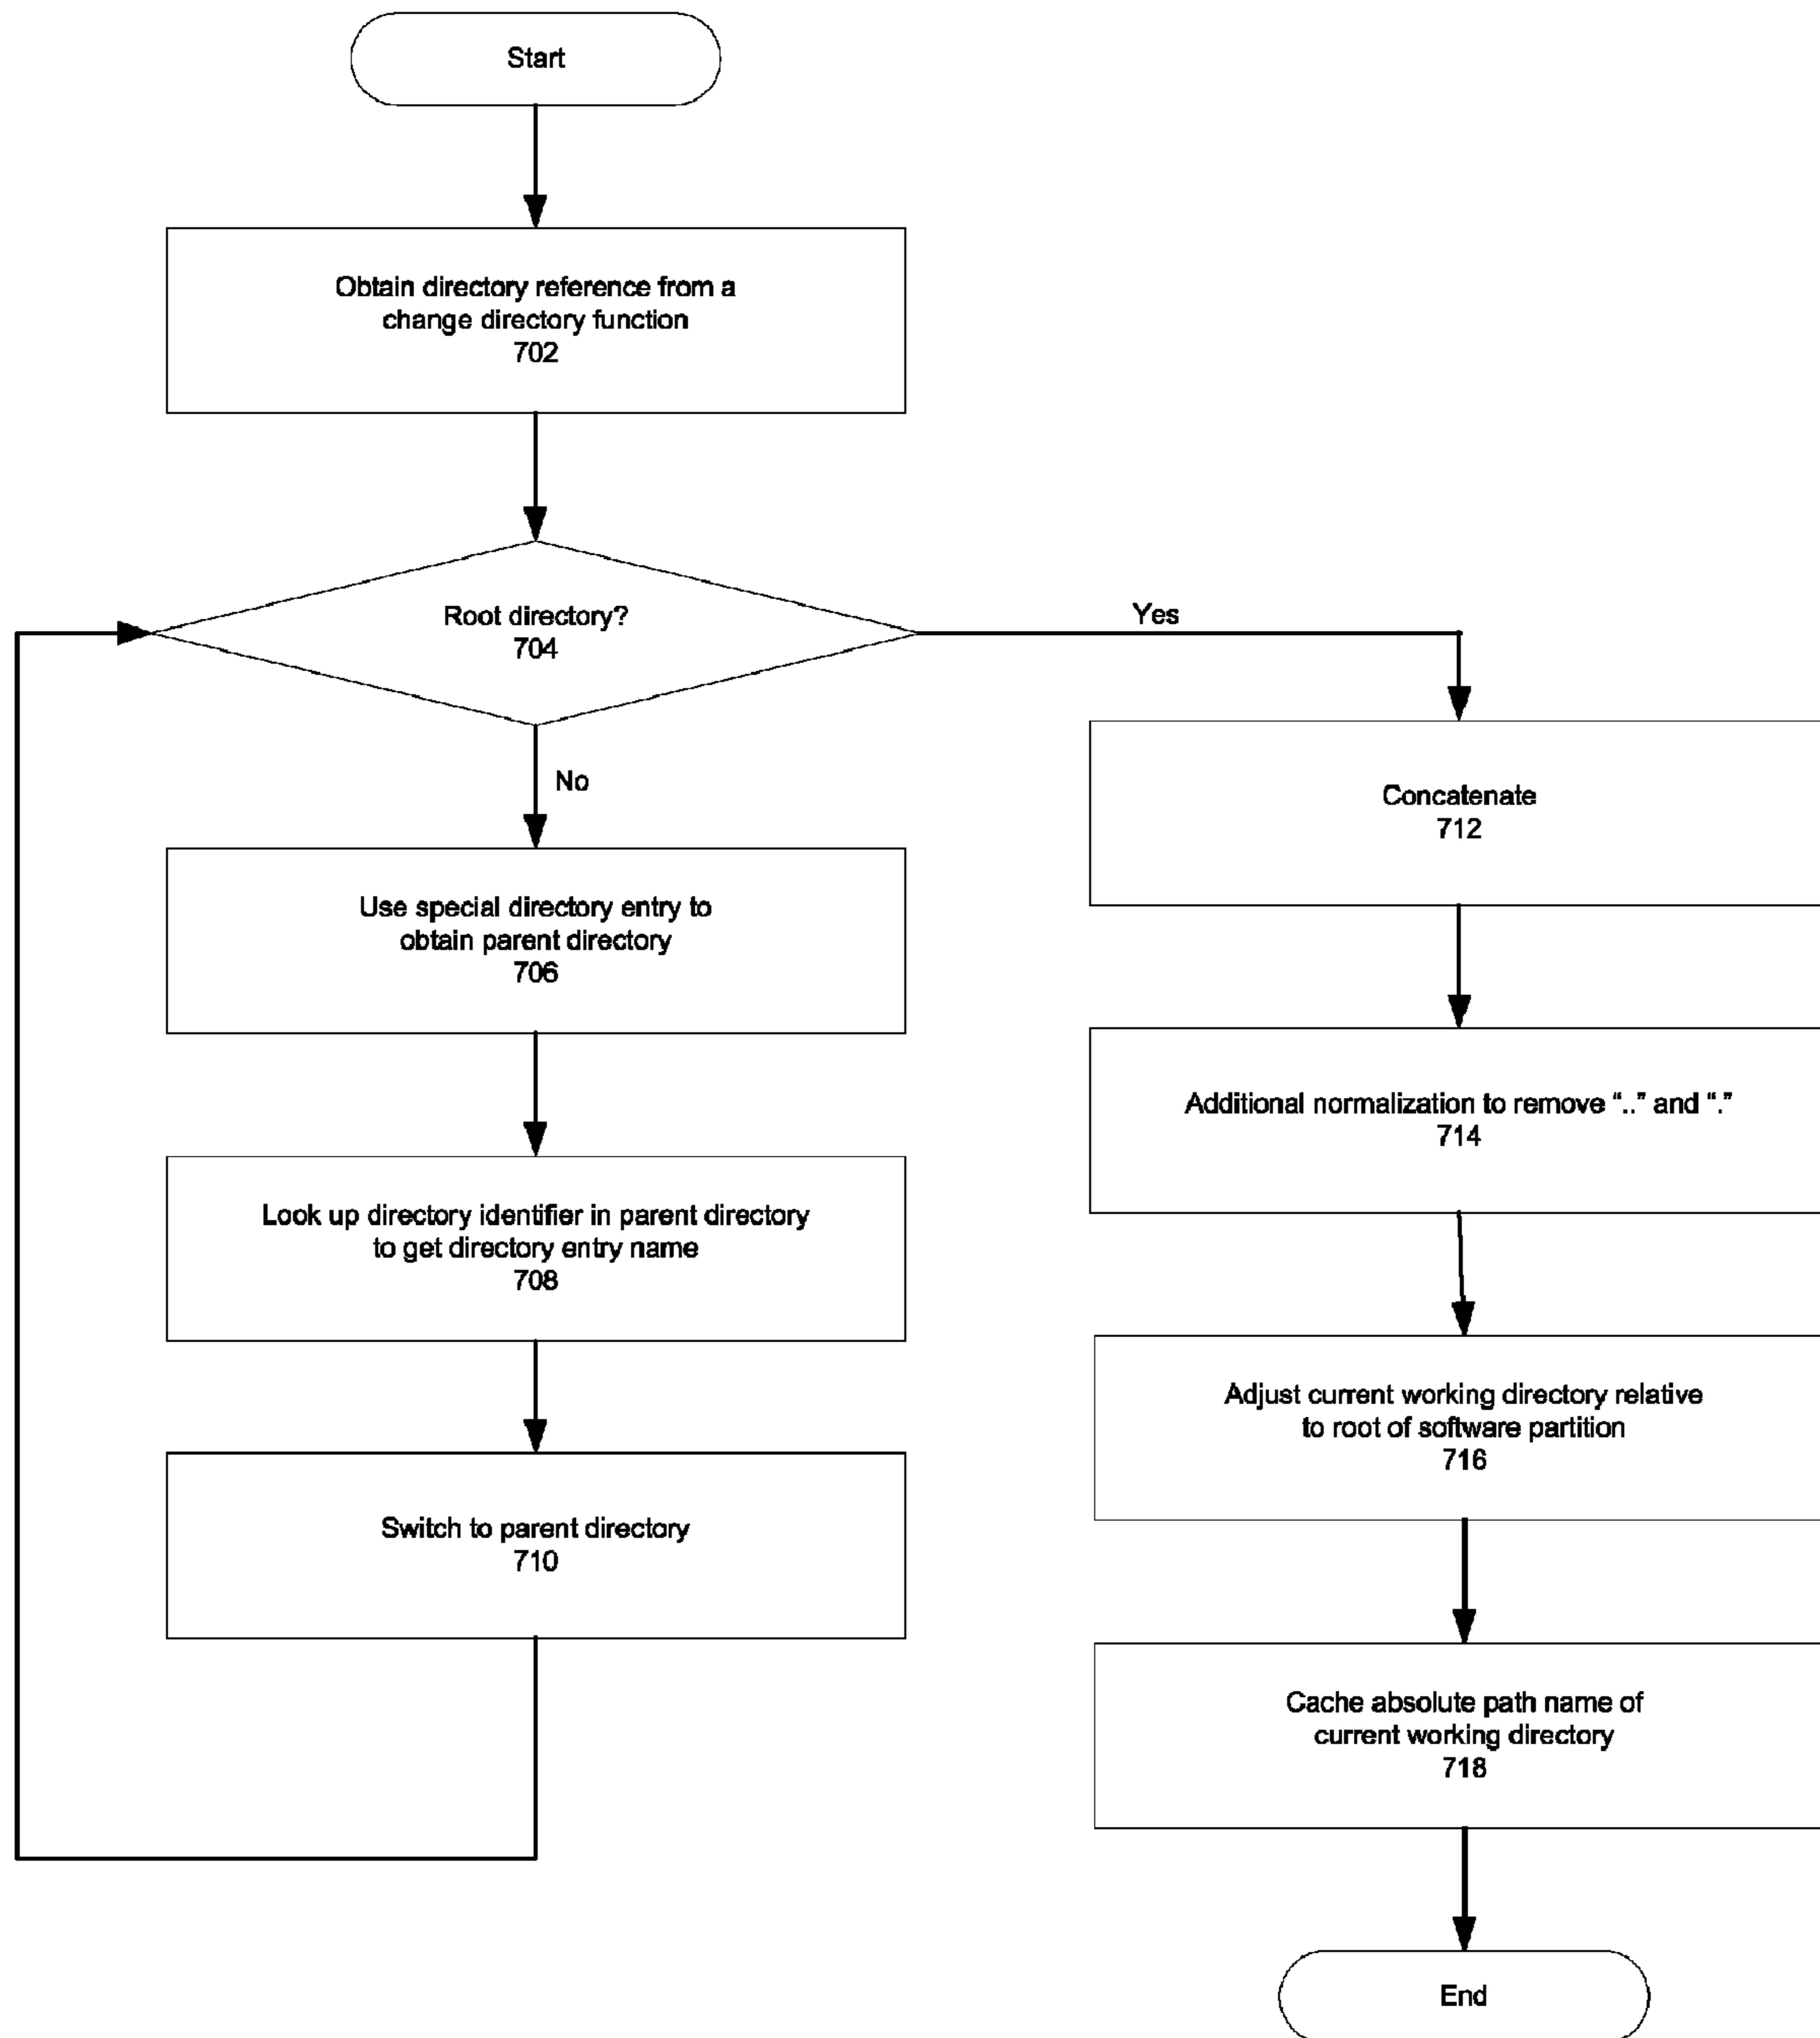 Start
Obtain directory reference from a
change directory function
702
Root directory?
704
Yes
No
Use special directory entry to
obtain parent directory
706
Look up directory identifier in parent directory
to get directory entry name
708
Switch to parent directory
710
Concatenate
712
Additional normalization to remove “..” and “.”
714
Adjust current working directory relative
to root of software partition
716
Cache absolute path name of
current working directory
718
End